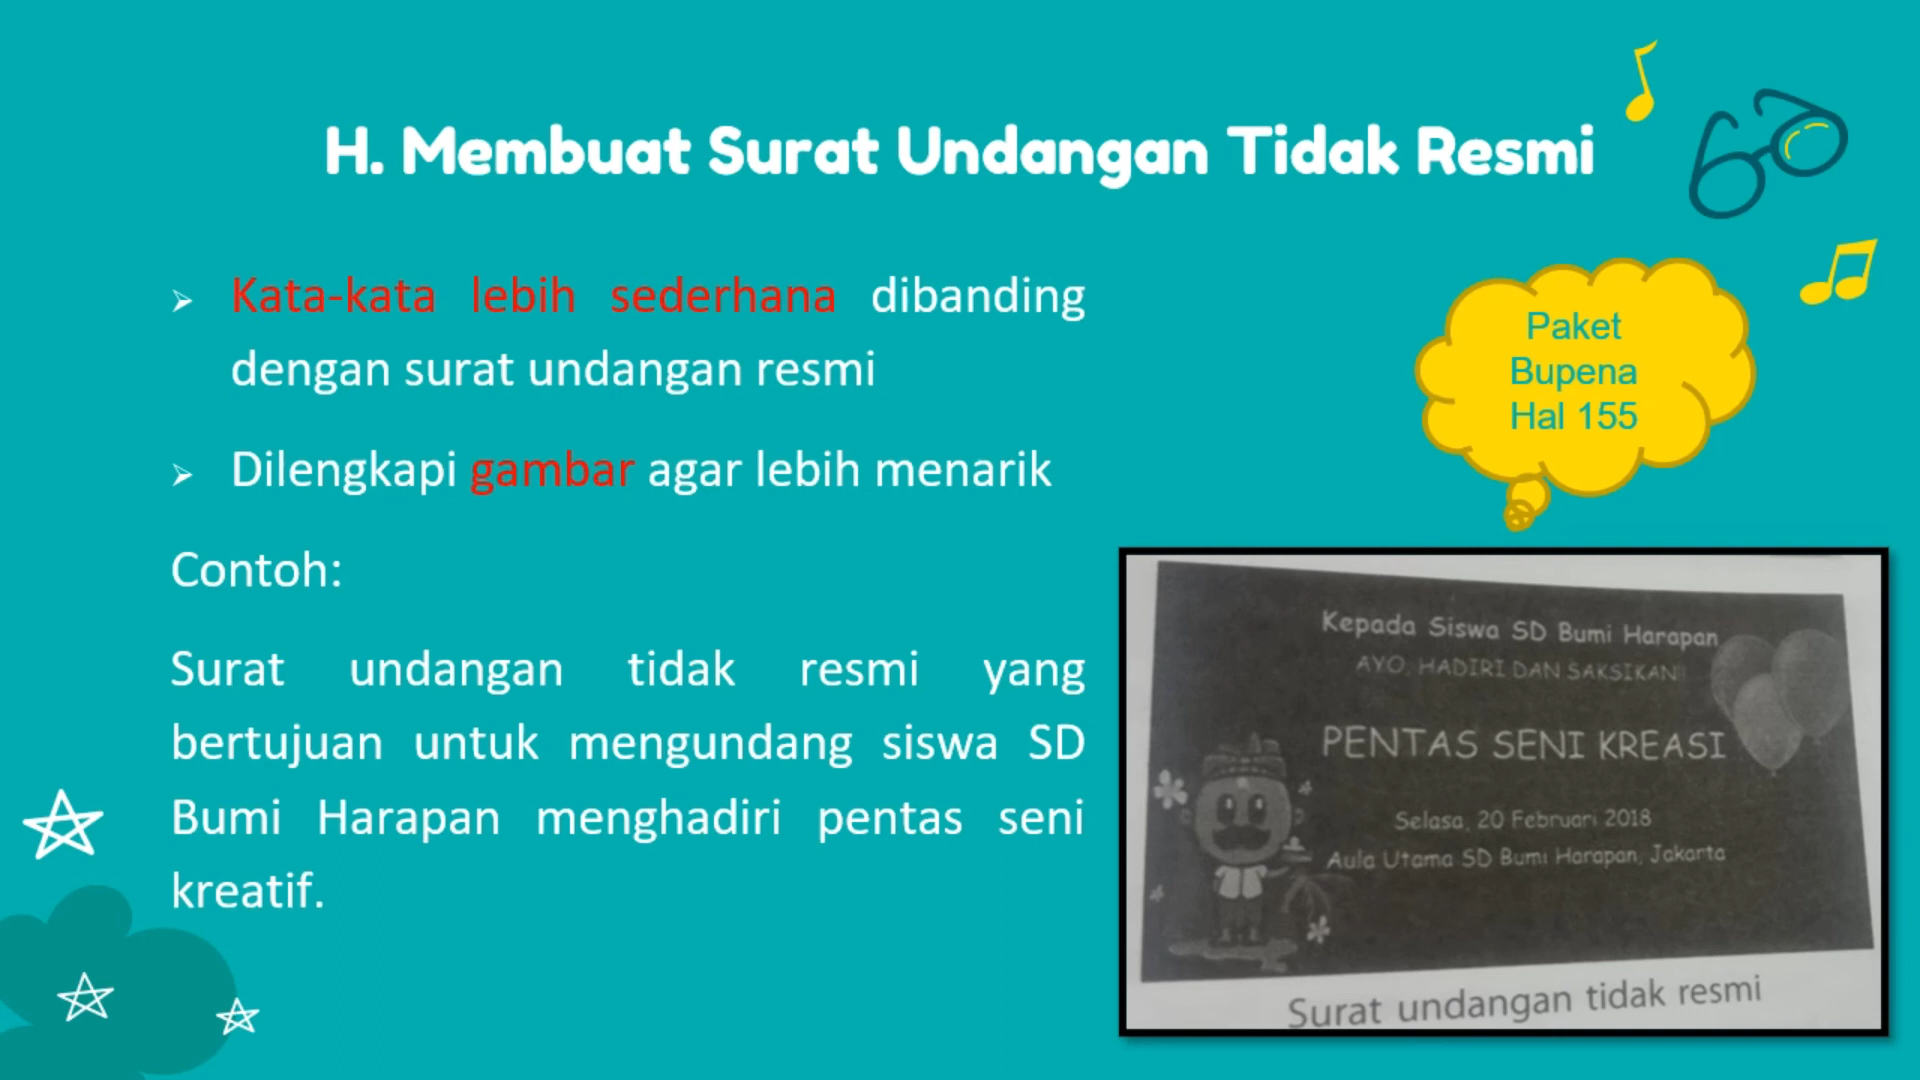 H. Membuat Surat Undangan Tidak Resmi
Kata-kata lebih sederhana dibanding
dengan surat undangan resmi
Dilengkapi gambar agar lebih menarik
Contoh:
Surat undangan tidak resmi yang
bertujuan untuk mengundang siswa SD
Bumi Harapan menghadiri pentas seni
kreatif.
Paket
Bupena
Hal 155
Kepada Siswa SD Bumi Harapan
AYO, HADIRI DAN SAKSIKAN!
PENTAS SENI KREASI
Selasa, 20 Februari 2018
Aula Utama SD Bumi Harapan, Jakarta
Surat undangan tidak resmi